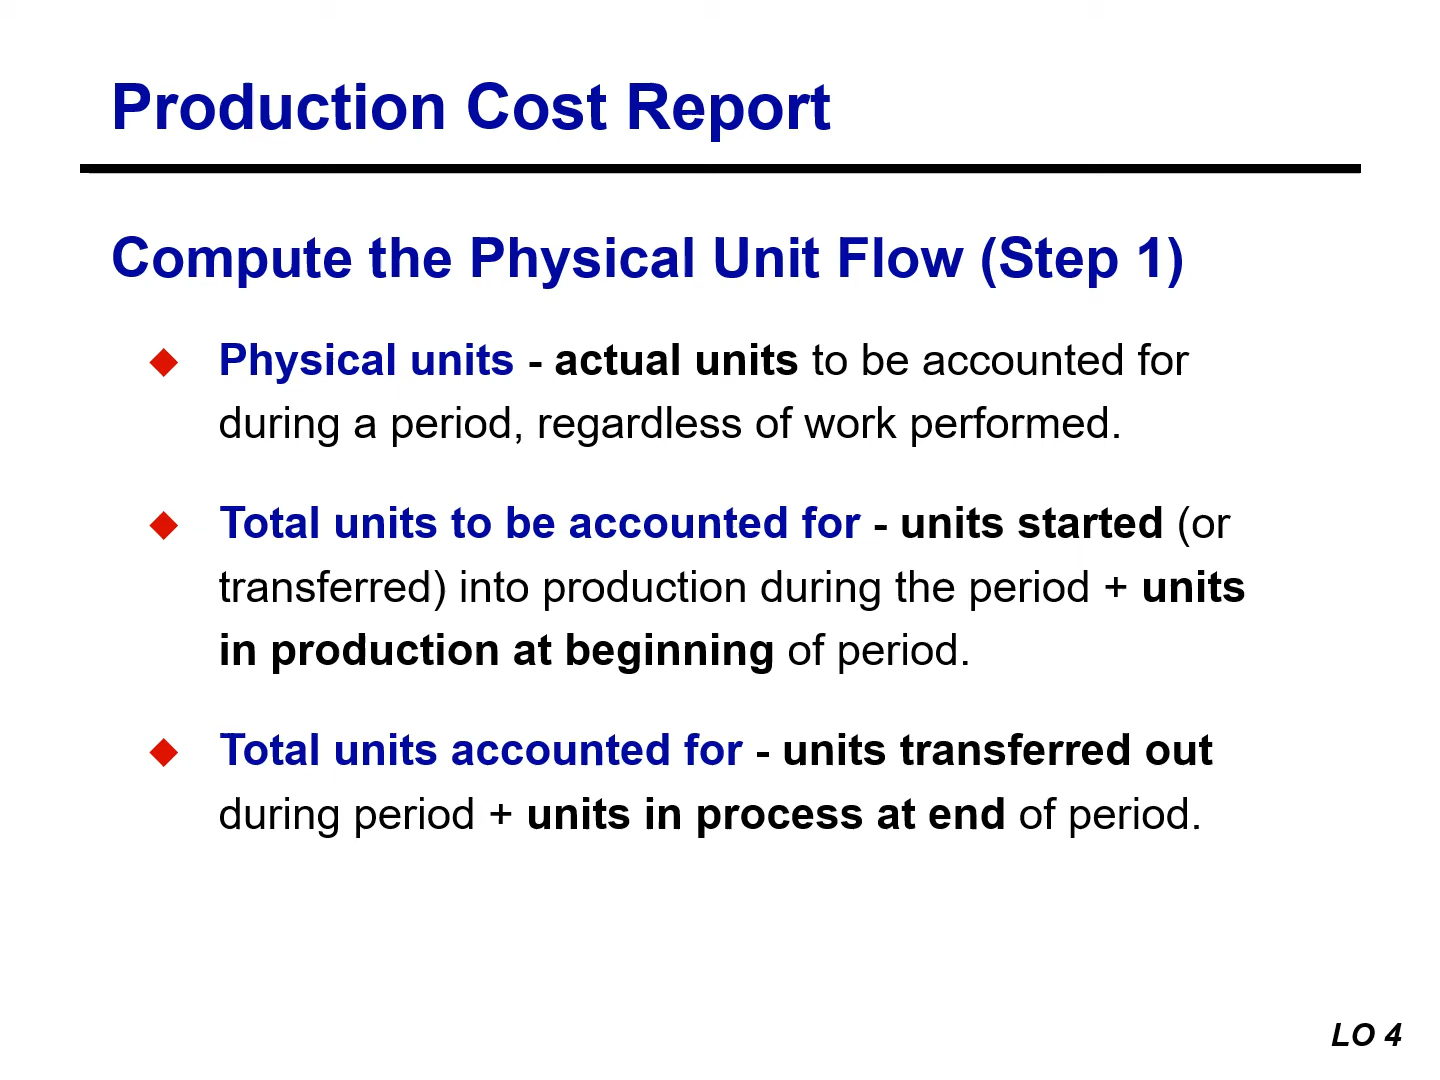 Production Cost Report
Compute the Physical Unit Flow (Step 1)
Physical units - actual units to be accounted for
during a period, regardless of work performed.
Total units to be accounted for - units started (or
transferred) into production during the period + units
in production at beginning of period.
Total units accounted for - units transferred out
during period + units in process at end of period.
LO 4